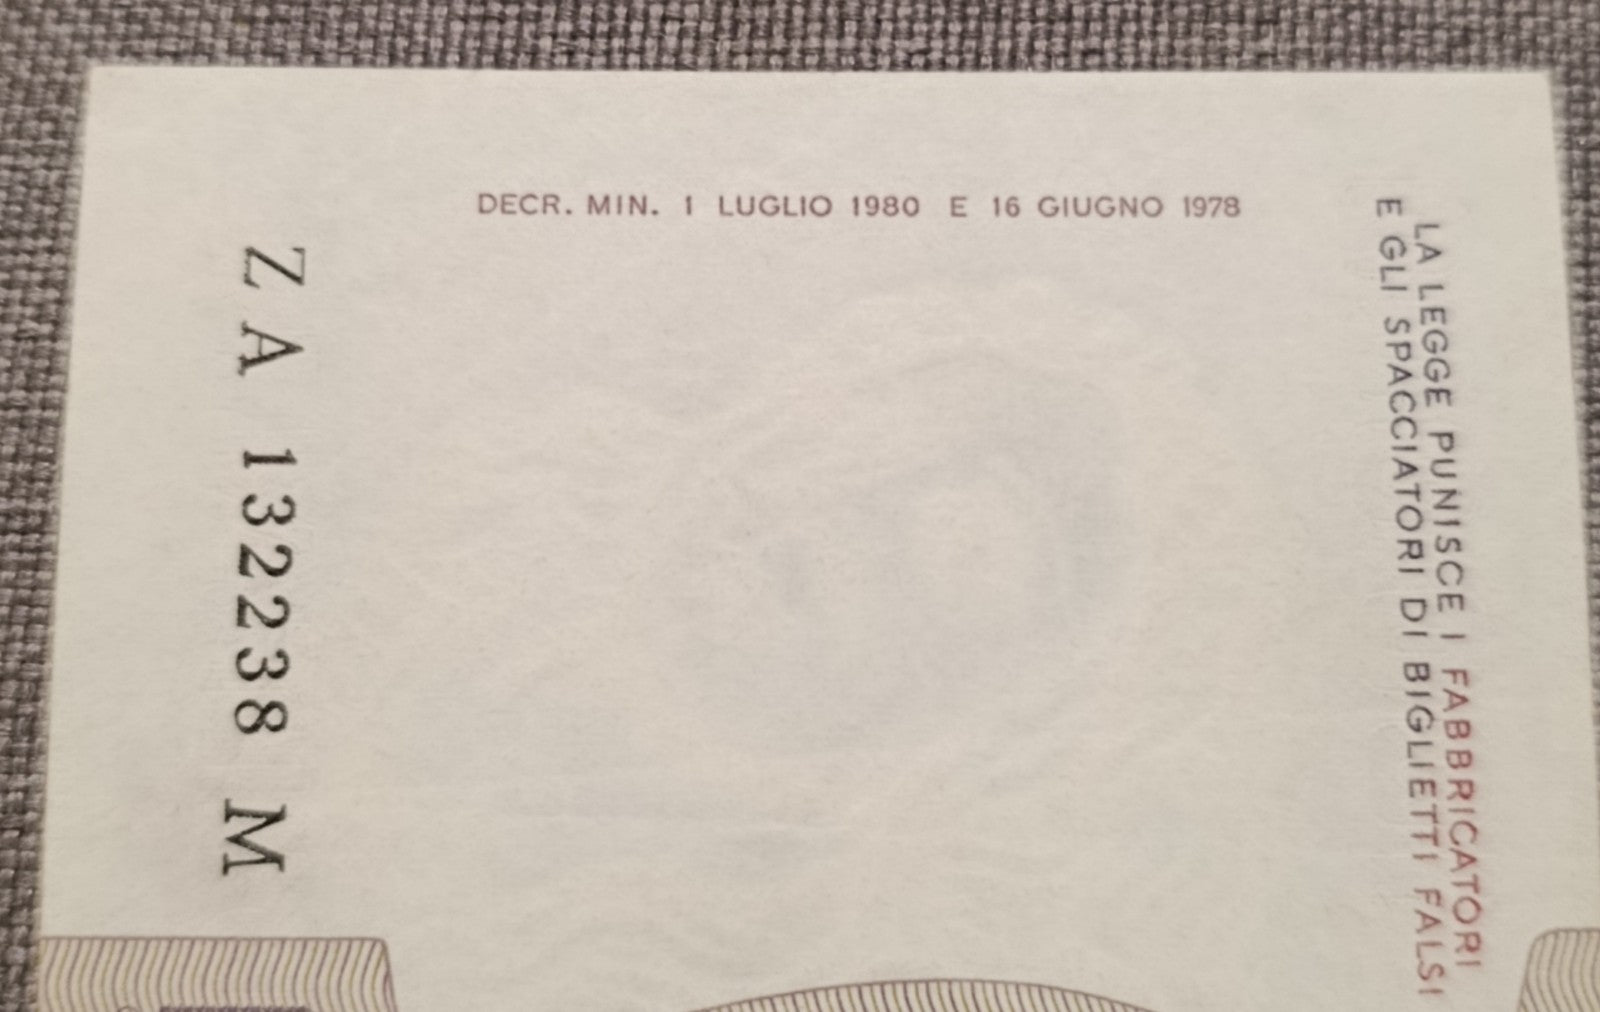 DECR. MIN. 1 LUGLIO 1980 E 16 GIUGNO 1978
ZA 132238 M
LA LEGGE PUNISCE I FABBRICATORI
E GLI SPACCIATORI DI BIGLIETTI FALSI